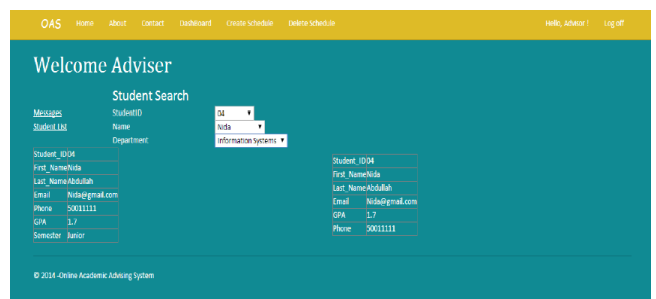 OAS Home About Contact Dashboard Create Schedule Delete Schedule Hello, Advisor ! Log off
Welcome Adviser
Student Search
Messages
Student List
StudentID 04
Name Nida
Department Information Systems
Student_ID 04
First_Name Nida
Last_Name Abdullah
Email Nida@gmail.com
Phone 50011111
GPA 1.7
Semester Junior
Student_ID 04
First_Name Nida
Last_Name Abdullah
Email Nida@gmail.com
GPA 1.7
Phone 50011111
© 2014 -Online Academic Advising System